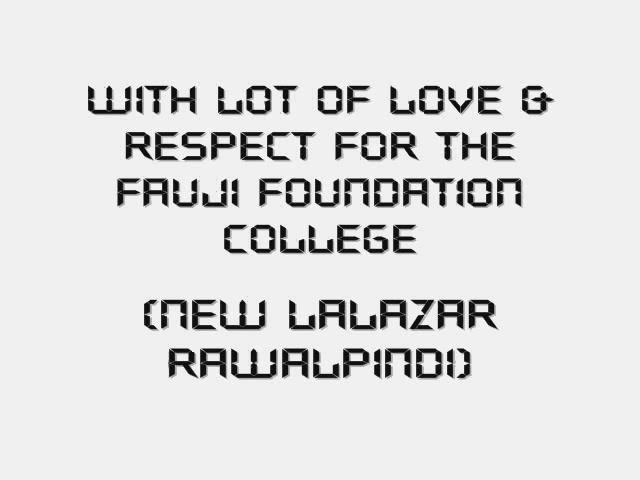 WITH LOT OF LOVE &
RESPECT FOR THE
FAUJI FOUNDATION
COLLEGE
(NEW LALAZAR
RAWALPINDI)